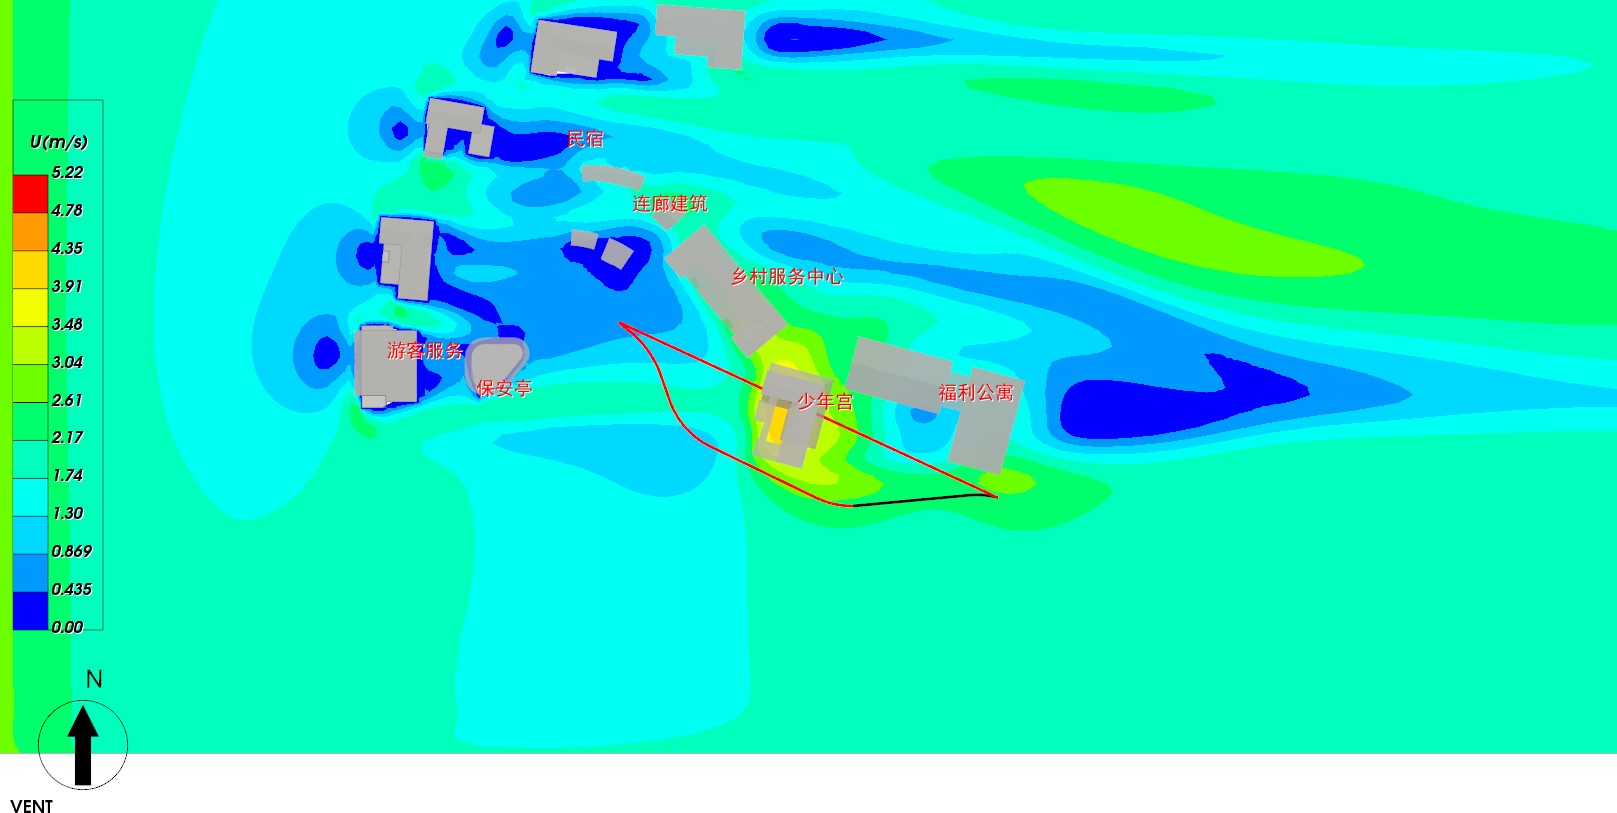 U(m/s)
5.22
4.78
4.35
3.91
3.48
3.04
2.61
2.17
1.74
1.30
0.869
0.435
0.00
民宿
连廊建筑
乡村服务中心
游客服务
保安亭
少年宫
福利公寓
N
VENT